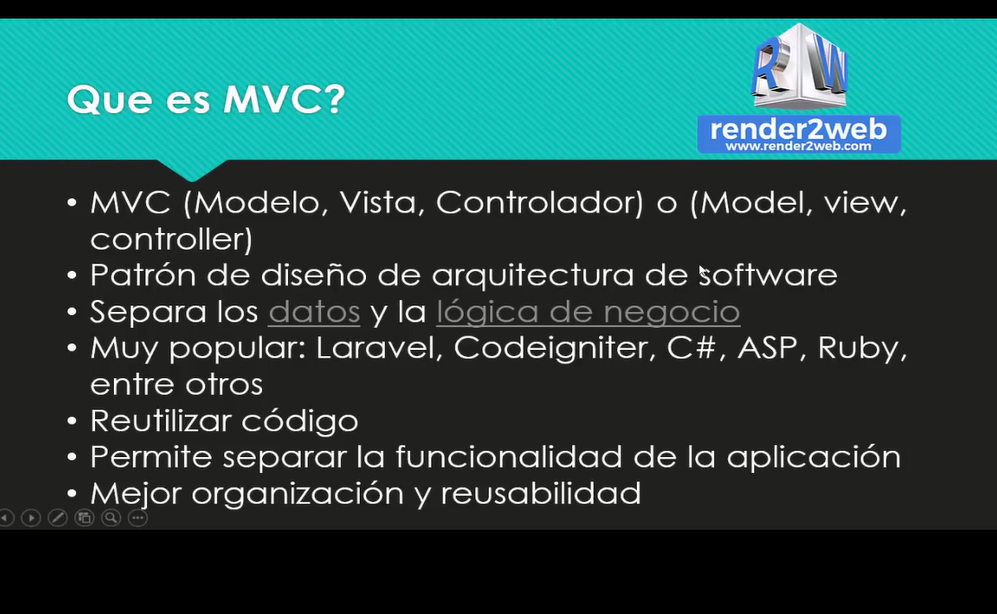 Que es MVC?
RW
render2web
www.render2web.com
• MVC (Modelo, Vista, Controlador) o (Model, view,
controller)
• Patrón de diseño de arquitectura de software
• Separa los datos y la lógica de negocio
• Muy popular: Laravel, Codeigniter, C#, ASP, Ruby,
entre otros
• Reutilizar código
• Permite separar la funcionalidad de la aplicación
• Mejor organización y reusabilidad